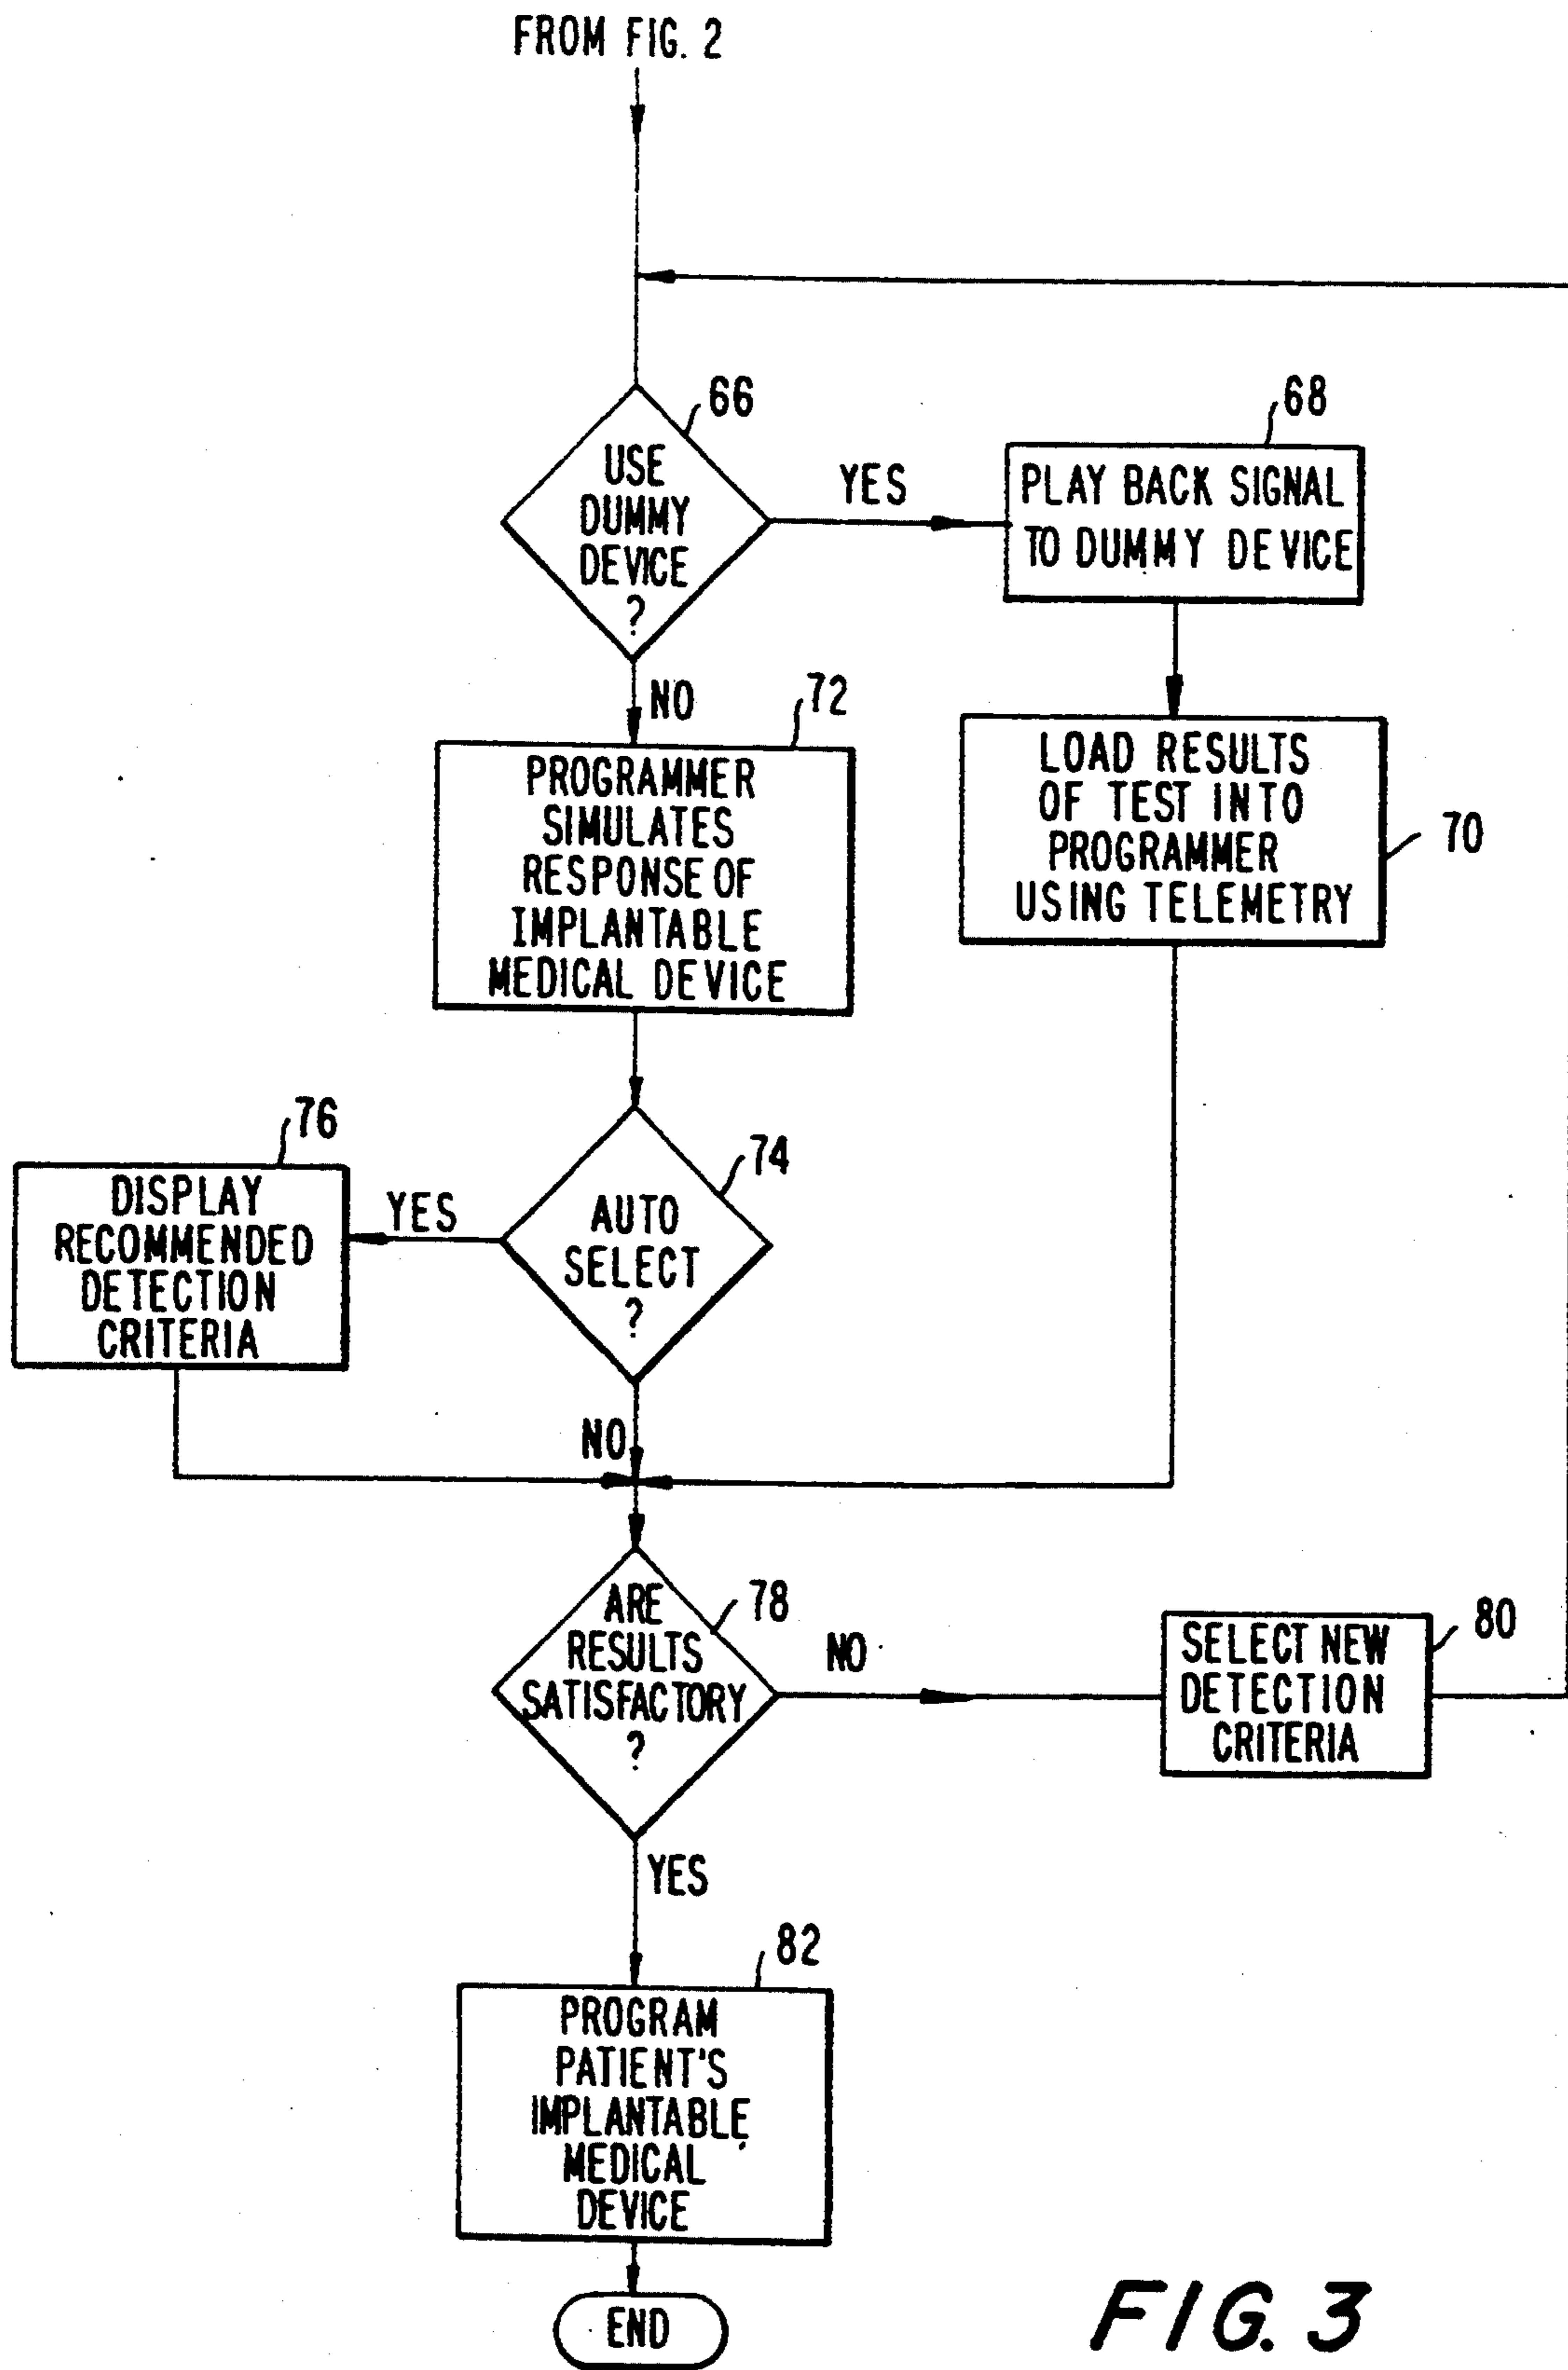 FROM FIG. 2
66
USE
DUMMY
DEVICE
?
YES
68
PLAY BACK SIGNAL
TO DUMMY DEVICE
NO
72
PROGRAMMER
SIMULATES
RESPONSE OF
IMPLANTABLE
MEDICAL DEVICE
LOAD RESULTS
OF TEST INTO
PROGRAMMER
USING TELEMETRY
70
74
AUTO
SELECT
?
YES
76
DISPLAY
RECOMMENDED
DETECTION
CRITERIA
NO
78
ARE
RESULTS
SATISFACTORY
?
NO
80
SELECT NEW
DETECTION
CRITERIA
YES
82
PROGRAM
PATIENT'S
IMPLANTABLE
MEDICAL
DEVICE
END
FIG. 3